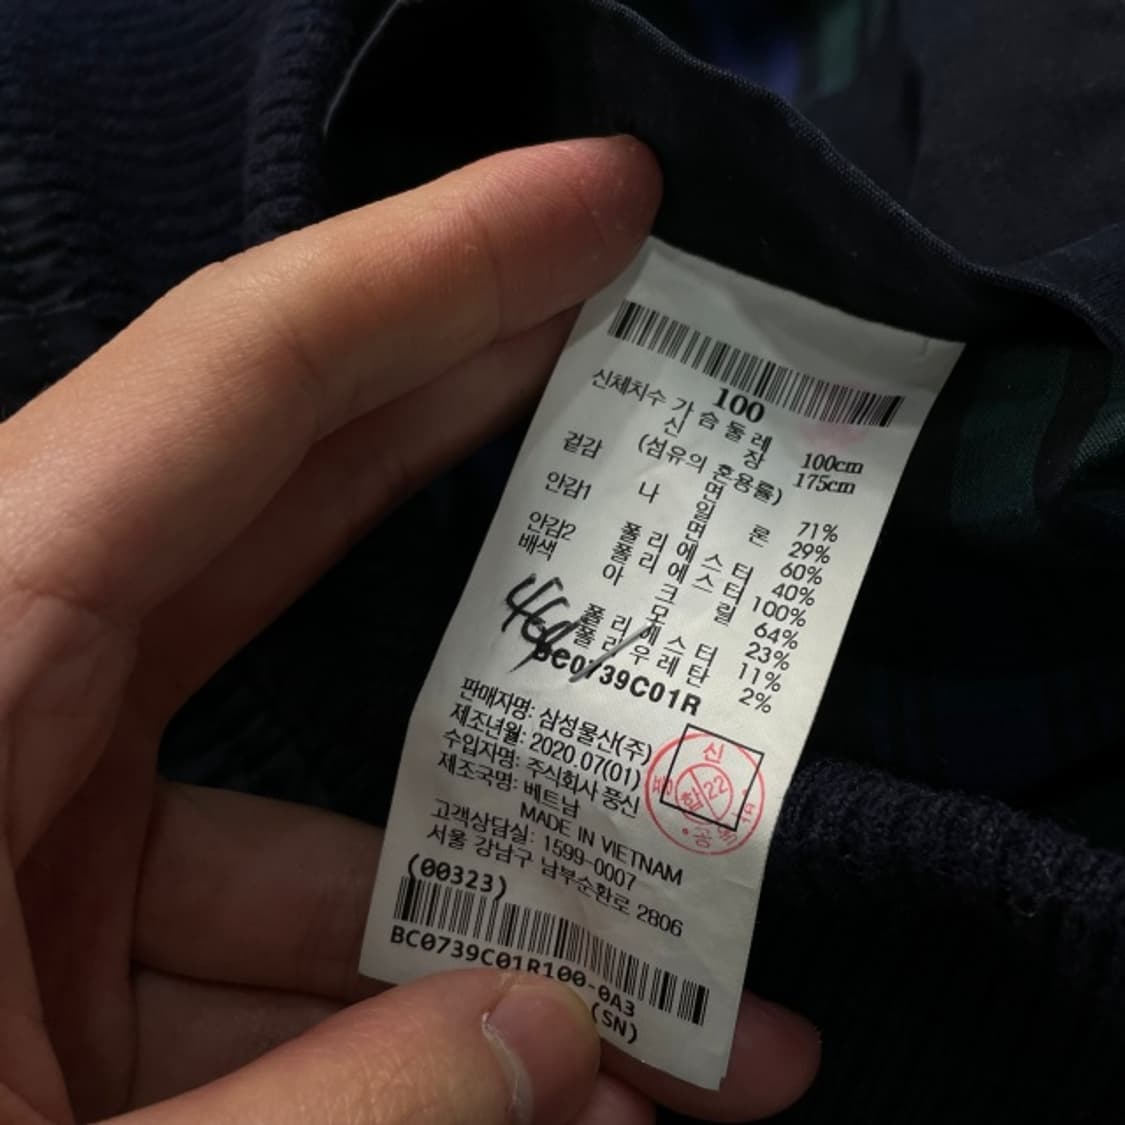 100
신체치수 가슴둘레 100cm
신장 175cm
(섬유의 혼용률)
겉감 면 71%
나일론 29%
안감1 면 60%
폴리에스터 40%
안감2 폴리에스터 100%
배색 아크릴 64%
모 23%
폴리에스터 11%
폴리우레탄 2%
BC0739C01R
판매자명: 삼성물산(주)
제조년월: 2020.07(01)
수입자명: 주식회사 풍신
제조국명: 베트남
MADE IN VIETNAM
고객상담실: 1599-0007
서울 강남구 남부순환로 2806
(00323)
BC0739C01R100-0A3
(SN)
신
합 22
공